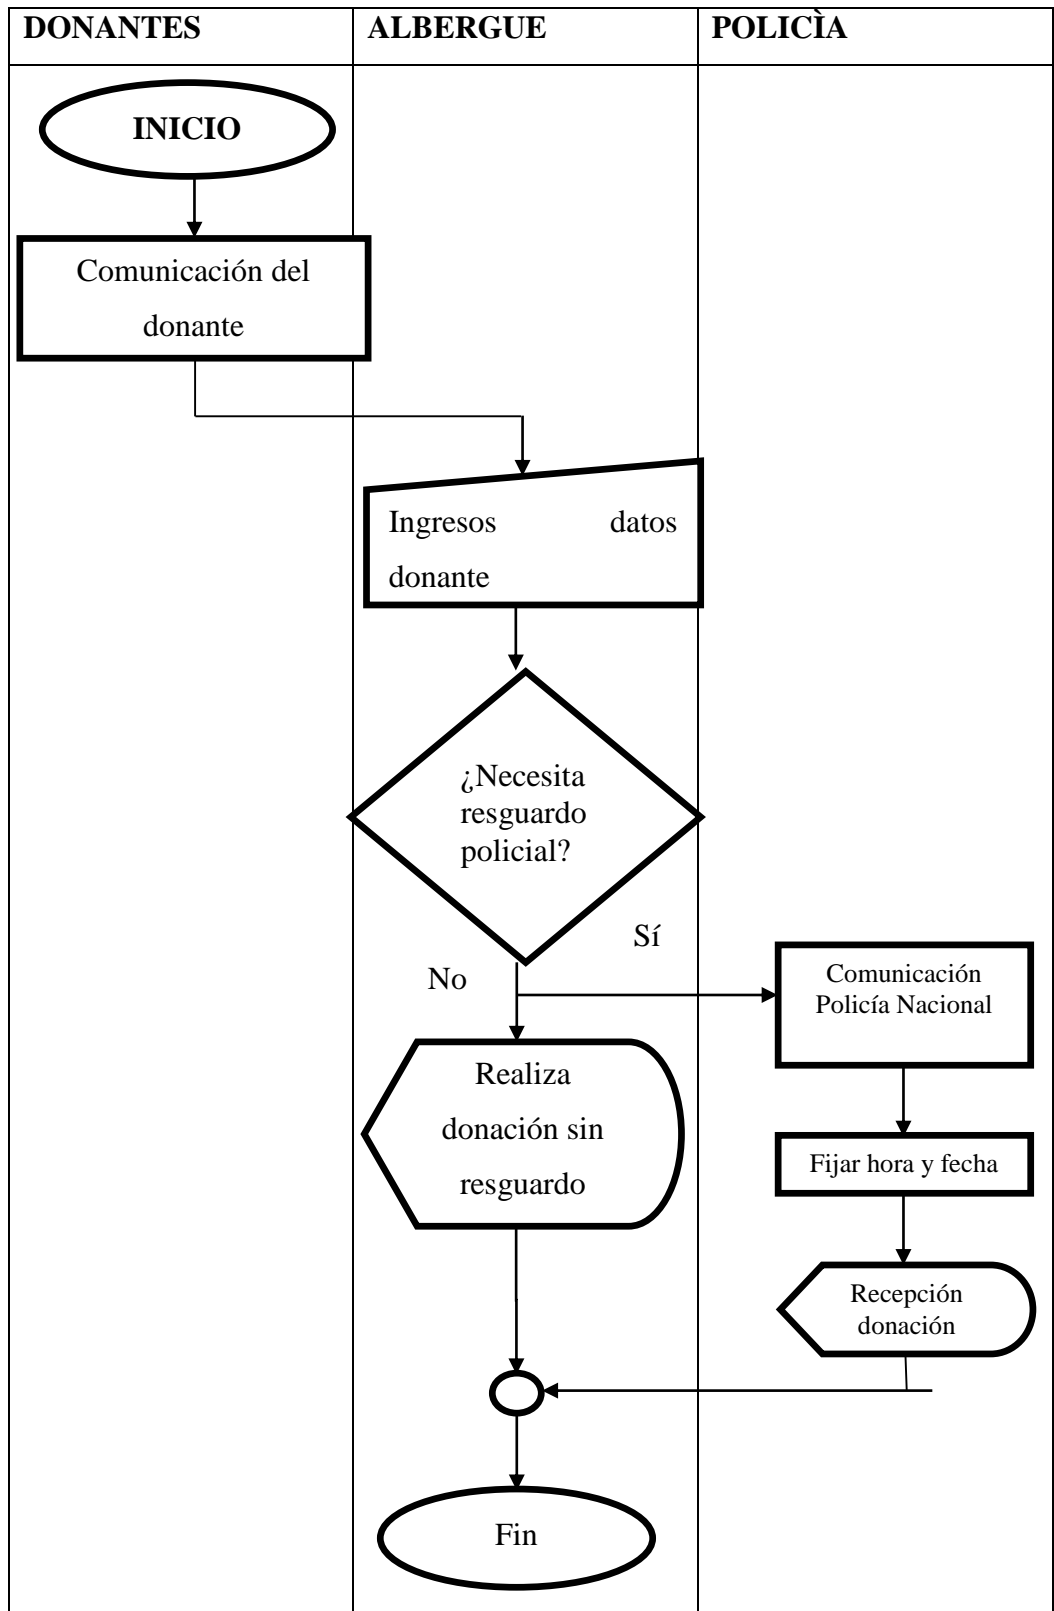 DONANTES
ALBERGUE
POLICÌA
INICIO
Comunicación del
donante
Ingresos datos
donante
¿Necesita
resguardo
policial?
Sí
No
Comunicación
Policía Nacional
Realiza
donación sin
resguardo
Fijar hora y fecha
Recepción
donación
Fin